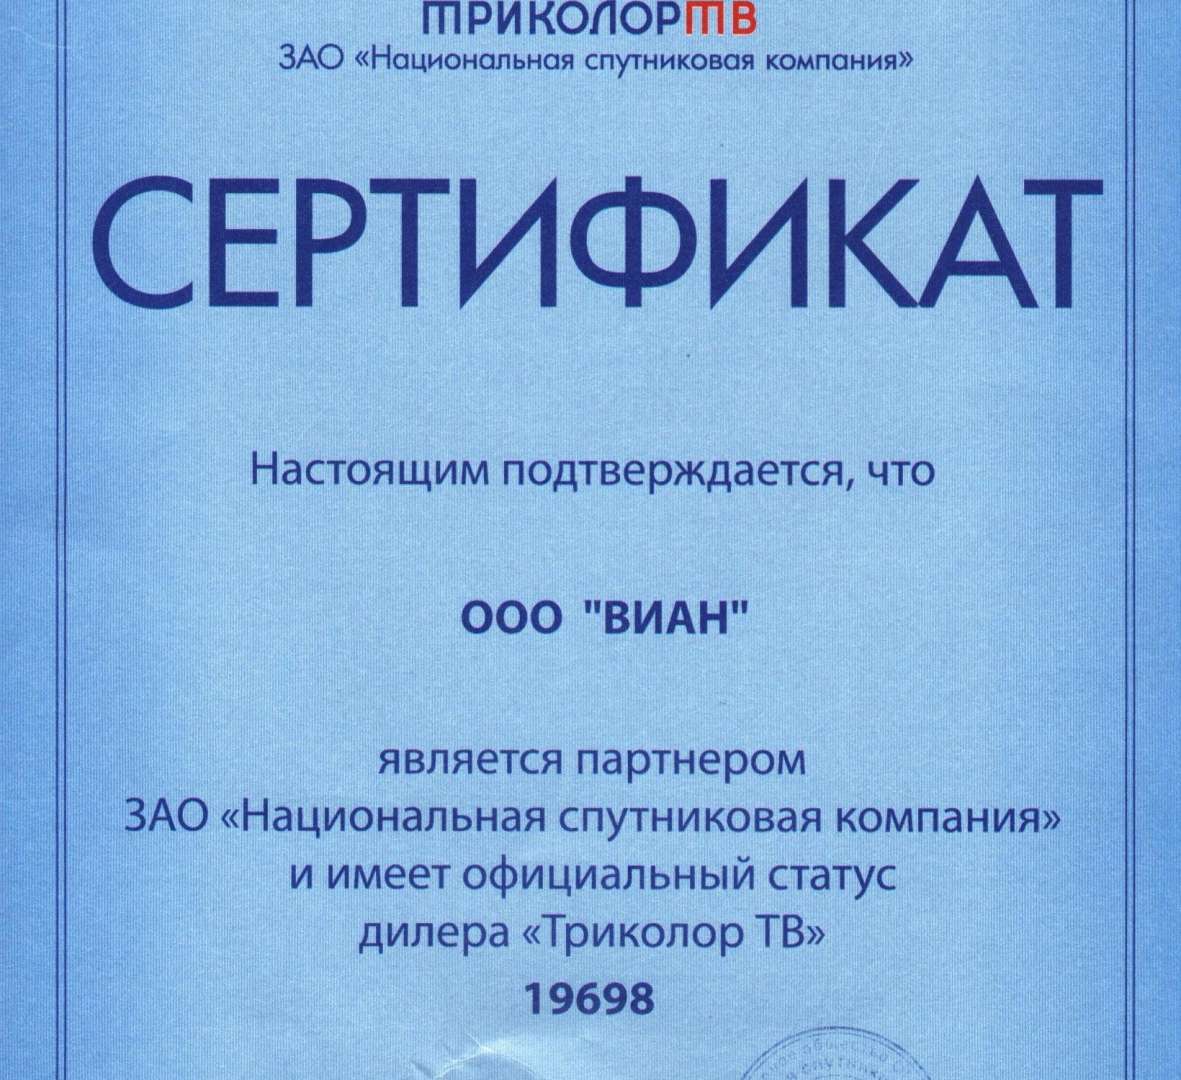 ТРИКОЛОРТВ
ЗАО «Национальная спутниковая компания»
СЕРТИФИКАТ
Настоящим подтверждается, что
ООО "ВИАН"
является партнером
ЗАО «Национальная спутниковая компания»
и имеет официальный статус
дилера «Триколор ТВ»
19698